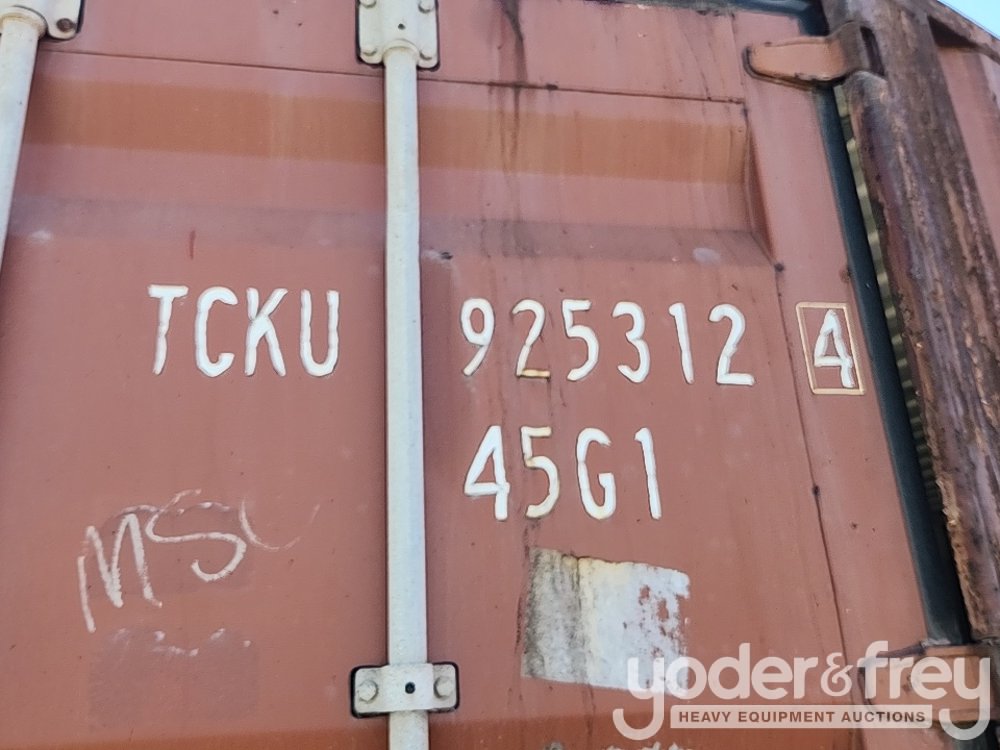 TCKU 925312 4
45G1
MSC
yoder&frey
HEAVY EQUIPMENT AUCTIONS